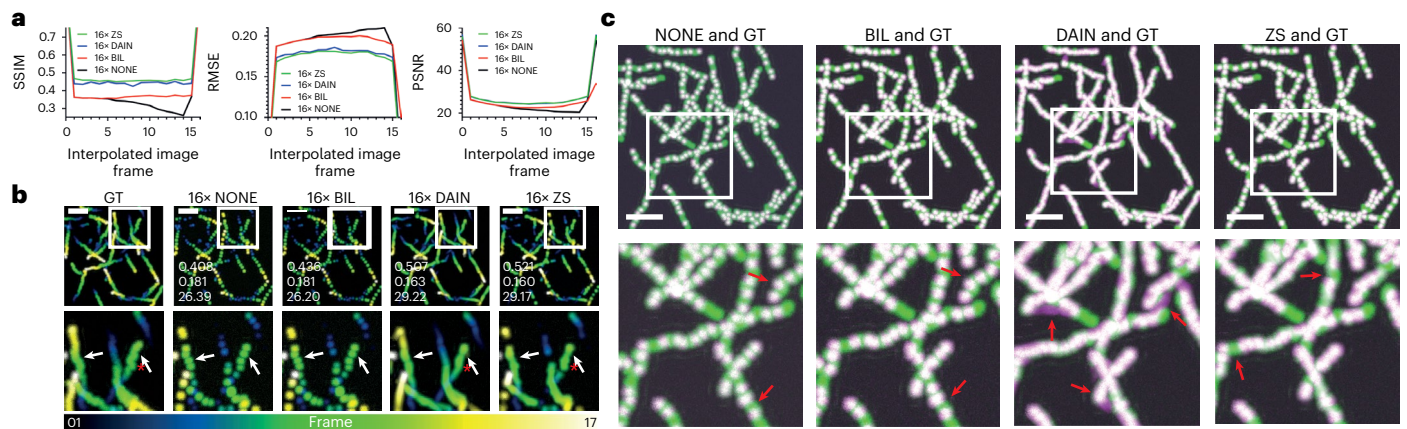 a
SSIM
0.7
0.6
0.5
0.4
0.3
16× ZS
16× DAIN
16× BIL
16× NONE
0 5 10 15
Interpolated image
frame
RMSE
0.20
0.15
0.10
16× ZS
16× DAIN
16× BIL
16× NONE
0 5 10 15
Interpolated image
frame
PSNR
60
40
20
16× ZS
16× DAIN
16× BIL
16× NONE
0 5 10 15
Interpolated image
frame
b
GT 16× NONE 16× BIL 16× DAIN 16× ZS
0.408 0.436 0.507 0.521
0.181 0.181 0.163 0.160
26.39 26.20 29.22 29.17
* *
01 Frame 17
c
NONE and GT BIL and GT DAIN and GT ZS and GT